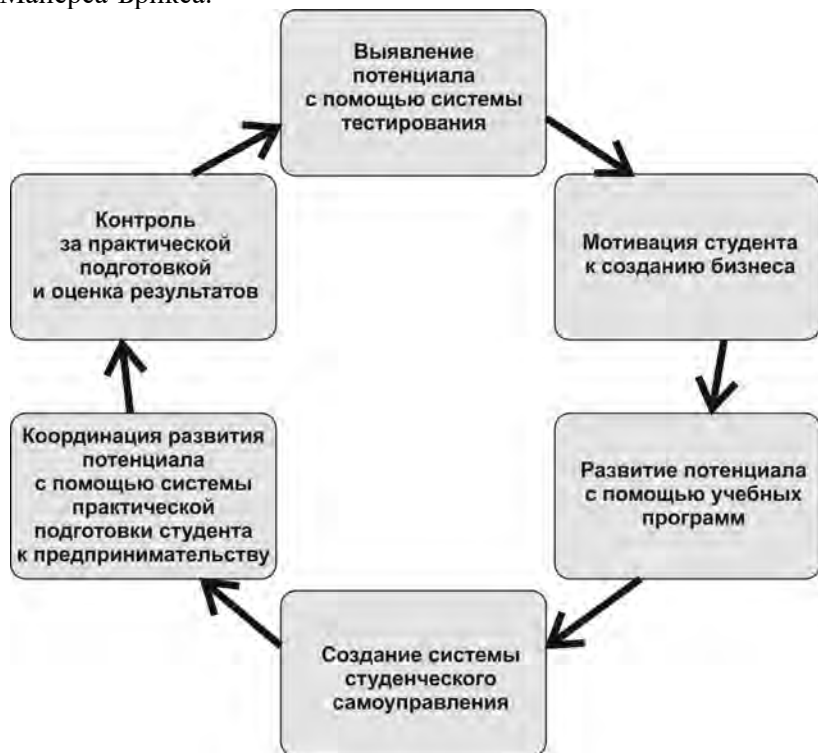 Майерса-Бриккса.
Выявление
потенциала
с помощью системы
тестирования
Мотивация студента
к созданию бизнеса
Развитие потенциала
с помощью учебных
программ
Создание системы
студенческого
самоуправления
Координация развития
потенциала
с помощью системы
практической
подготовки студента
к предпринимательству
Контроль
за практической
подготовкой
и оценка результатов